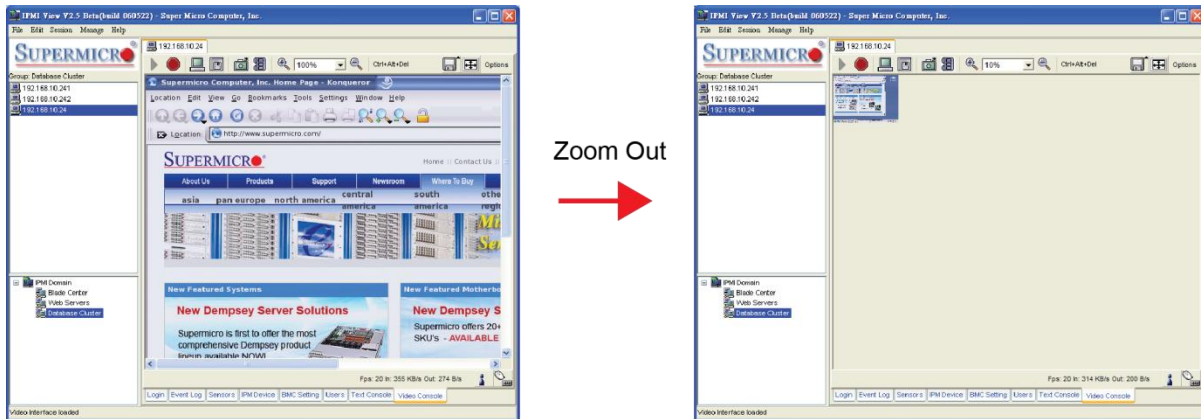 IPMI View V2.5 Beta(build 060522) - Super Micro Computer, Inc.
File Edit Session Manage Help
SUPERMICRO
192.168.10.24
100%
Ctrl+Alt+Del
Options
Group: Database Cluster
192.168.10.241
192.168.10.242
192.168.10.24
Supermicro Computer, Inc. Home Page - Konqueror
Location Edit View Go Bookmarks Tools Settings Window Help
Location: http://www.supermicro.com/
SUPERMICRO
Home :: Contact Us ::
About Us Products Support Newsroom Where To Buy
asia pan europe north america central america south america othe regi
New Featured Systems
New Featured Motherbo
New Dempsey Server Solutions
Supermicro is first to offer the most
comprehensive Dempsey product
lineup available NOW!
New Dempsey S
Supermicro offers 20+
SKU's - AVAILABLE
IPMI Domain
Blade Center
Web Servers
Database Cluster
Fps: 20 In: 355 KB/s Out: 274 B/s
Login Event Log Sensors IPM Device BMC Setting Users Text Console Video Console
Video Interface loaded
Zoom Out
IPMI View V2.5 Beta(build 060522) - Super Micro Computer, Inc.
File Edit Session Manage Help
SUPERMICRO
192.168.10.24
10%
Ctrl+Alt+Del
Options
Group: Database Cluster
192.168.10.241
192.168.10.242
192.168.10.24
IPMI Domain
Blade Center
Web Servers
Database Cluster
Fps: 20 In: 314 KB/s Out: 200 B/s
Login Event Log Sensors IPM Device BMC Setting Users Text Console Video Console
Video Interface loaded